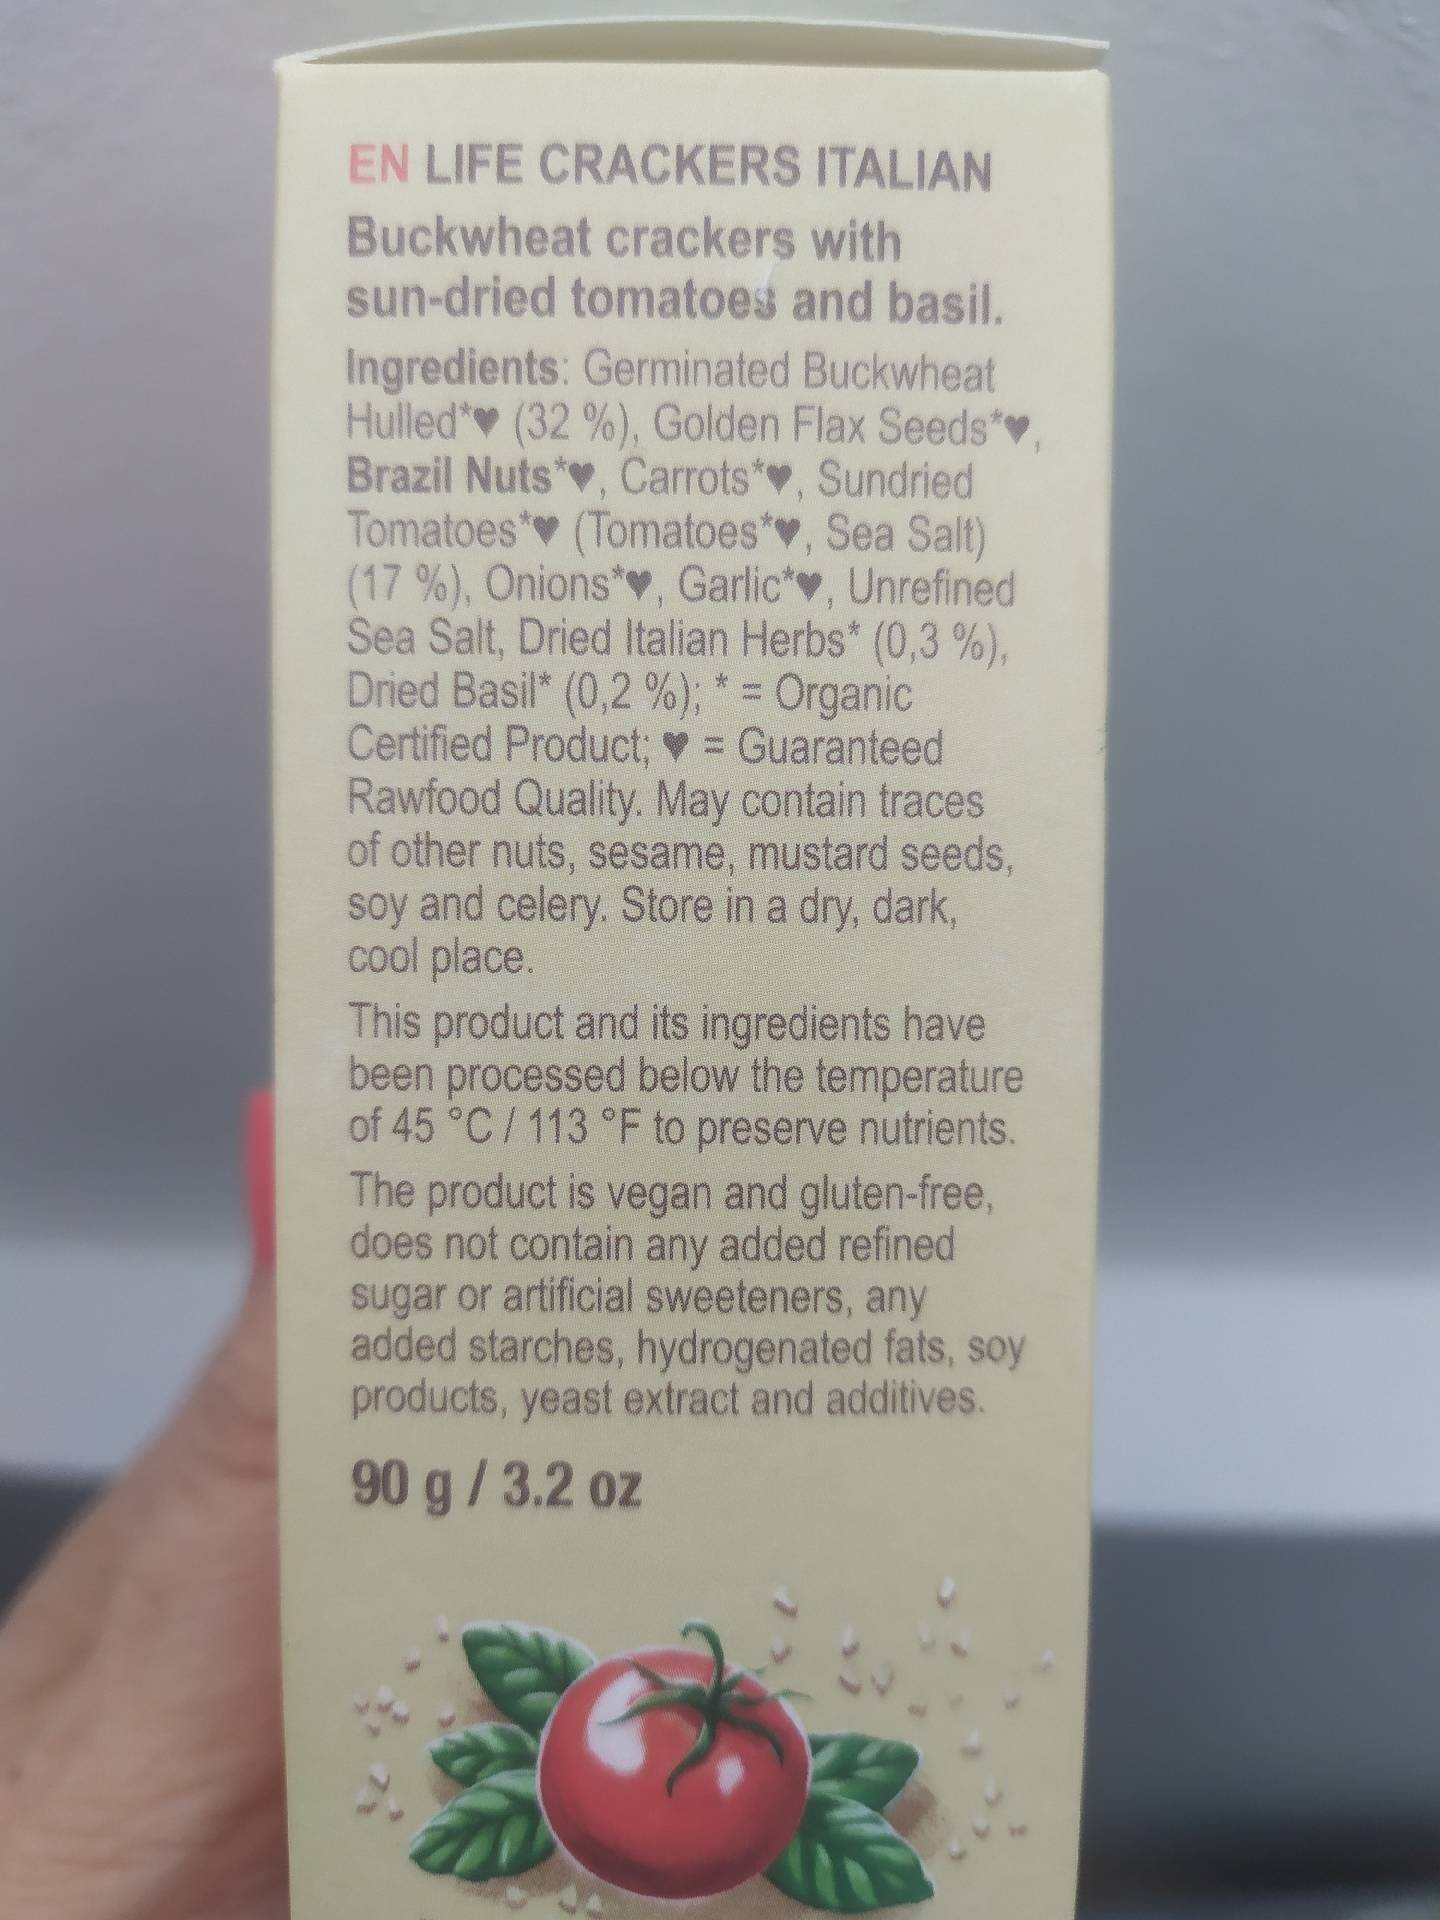 EN LIFE CRACKERS ITALIAN
Buckwheat crackers with
sun-dried tomatoes and basil.
Ingredients: Germinated Buckwheat
Hulled*♥ (32 %), Golden Flax Seeds*♥,
Brazil Nuts*♥, Carrots*♥, Sundried
Tomatoes*♥ (Tomatoes*♥, Sea Salt)
(17 %), Onions*♥, Garlic*♥, Unrefined
Sea Salt, Dried Italian Herbs* (0,3 %),
Dried Basil* (0,2 %); * = Organic
Certified Product; ♥ = Guaranteed
Rawfood Quality. May contain traces
of other nuts, sesame, mustard seeds,
soy and celery. Store in a dry, dark,
cool place.
This product and its ingredients have
been processed below the temperature
of 45 °C / 113 °F to preserve nutrients.
The product is vegan and gluten-free,
does not contain any added refined
sugar or artificial sweeteners, any
added starches, hydrogenated fats, soy
products, yeast extract and additives.
90 g / 3.2 oz